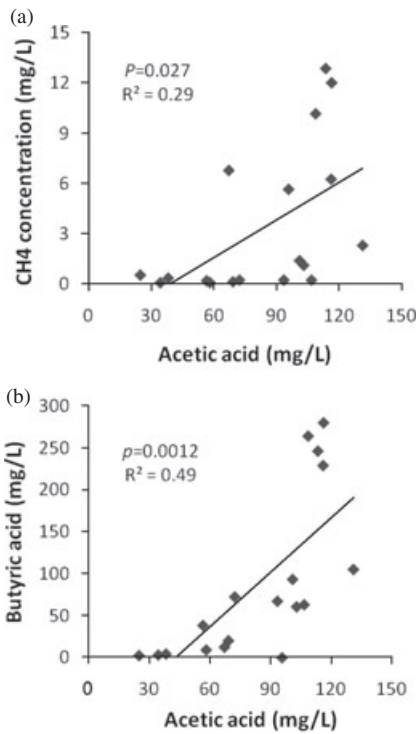 (a)
P=0.027
R² = 0.29
CH4 concentration (mg/L)
15
12
9
6
3
0
0 30 60 90 120 150
Acetic acid (mg/L)
(b)
p=0.0012
R² = 0.49
Butyric acid (mg/L)
300
250
200
150
100
50
0
0 30 60 90 120 150
Acetic acid (mg/L)